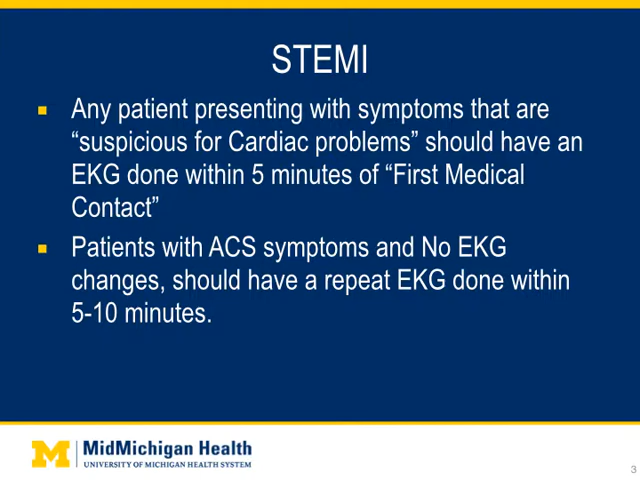 STEMI
Any patient presenting with symptoms that are
“suspicious for Cardiac problems” should have an
EKG done within 5 minutes of “First Medical
Contact”
Patients with ACS symptoms and No EKG
changes, should have a repeat EKG done within
5-10 minutes.
M
MidMichigan Health
UNIVERSITY OF MICHIGAN HEALTH SYSTEM
3